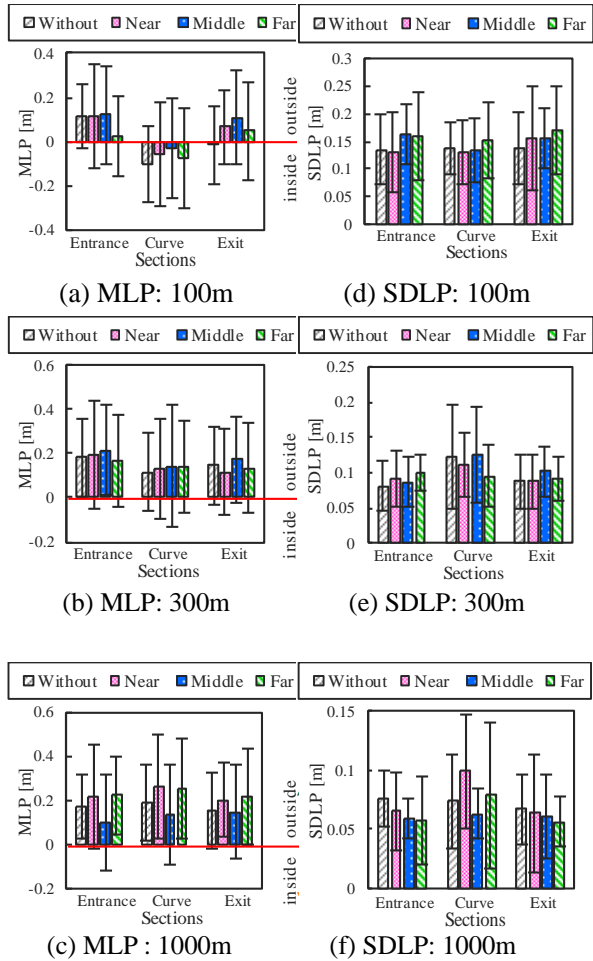 Without Near Middle Far
0.4
0.2
0
-0.2
-0.4
MLP [m]
inside outside
Entrance Curve Exit
Sections
(a) MLP: 100m
Without Near Middle Far
0.3
0.25
0.2
0.15
0.1
0.05
0
SDLP [m]
Entrance Curve Exit
Sections
(d) SDLP: 100m
Without Near Middle Far
0.6
0.4
0.2
0
-0.2
MLP [m]
inside outside
Entrance Curve Exit
Sections
(b) MLP: 300m
Without Near Middle Far
0.25
0.2
0.15
0.1
0.05
0
SDLP [m]
Entrance Curve Exit
Sections
(e) SDLP: 300m
Without Near Middle Far
0.6
0.4
0.2
0
-0.2
MLP [m]
inside outside
Entrance Curve Exit
Sections
(c) MLP : 1000m
Without Near Middle Far
0.15
0.1
0.05
0
SDLP [m]
Entrance Curve Exit
Sections
(f) SDLP: 1000m